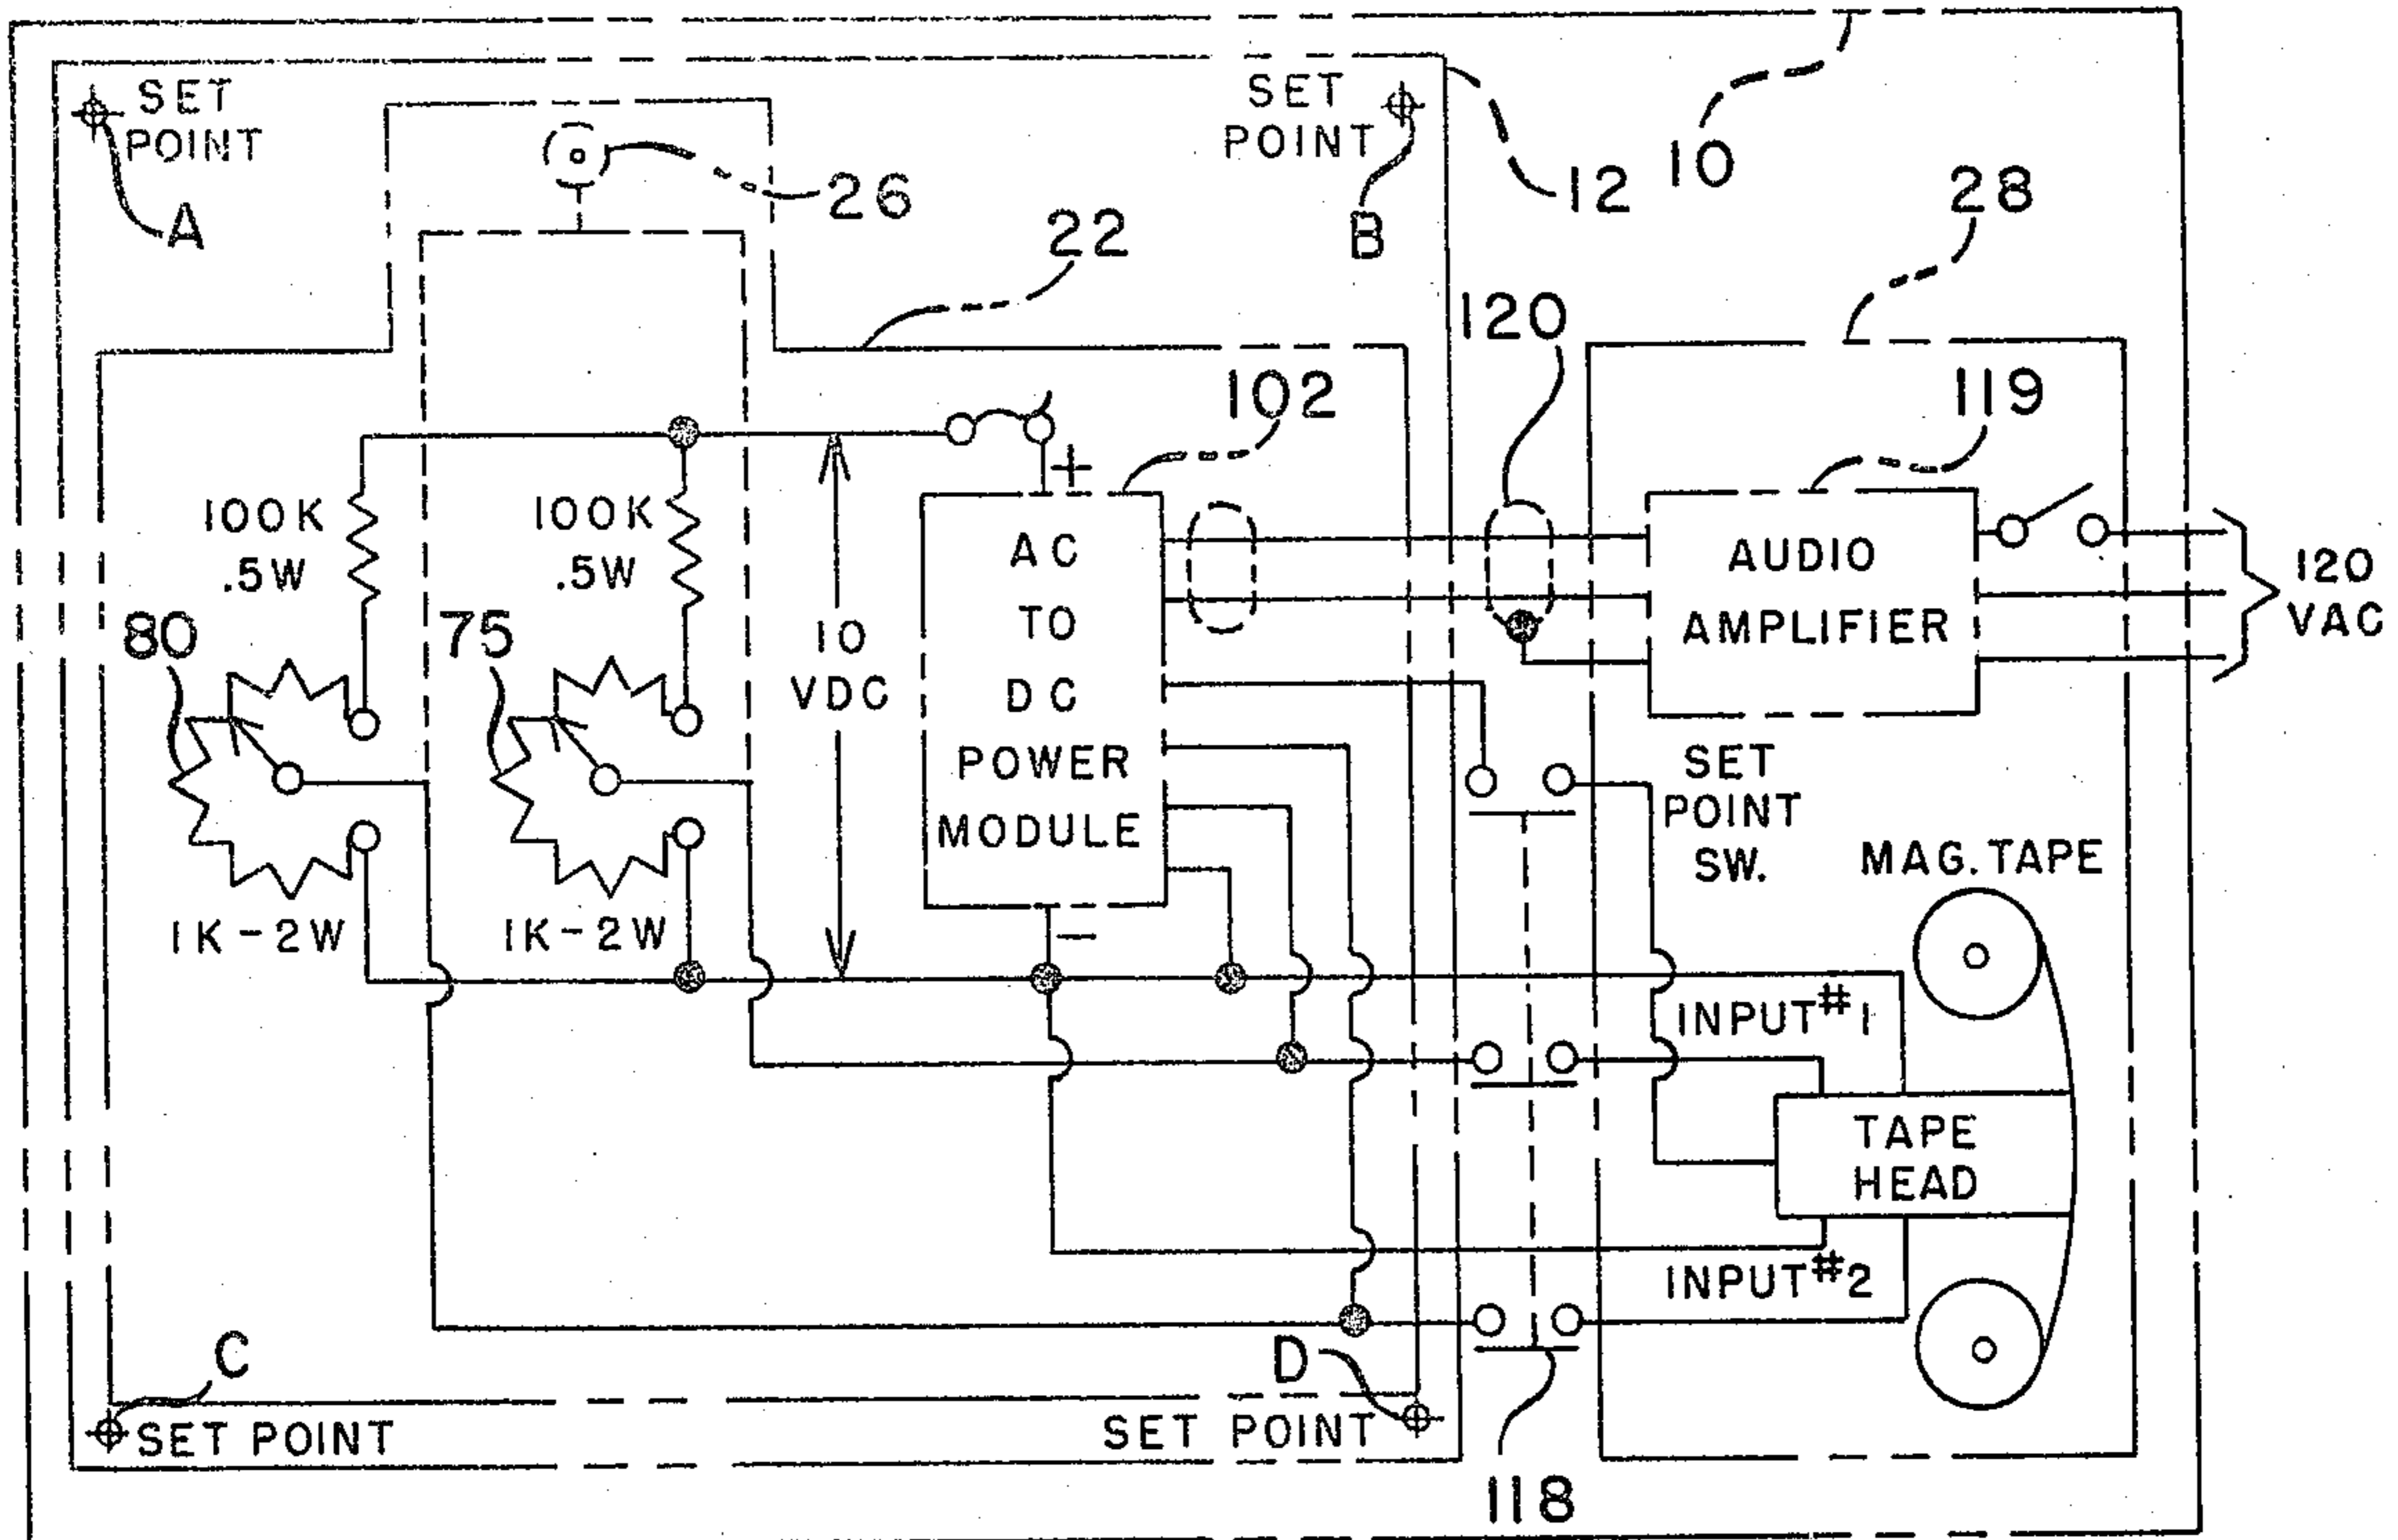 SET
POINT
A
26
22
SET
POINT
B
12
10
28
120
102
119
+
100K
.5W
100K
.5W
80
75
10
VDC
AC
TO
DC
POWER
MODULE
-
1K-2W
1K-2W
AUDIO
AMPLIFIER
120
VAC
SET
POINT
SW.
MAG. TAPE
INPUT #1
TAPE
HEAD
INPUT #2
C
SET POINT
D
SET POINT
118